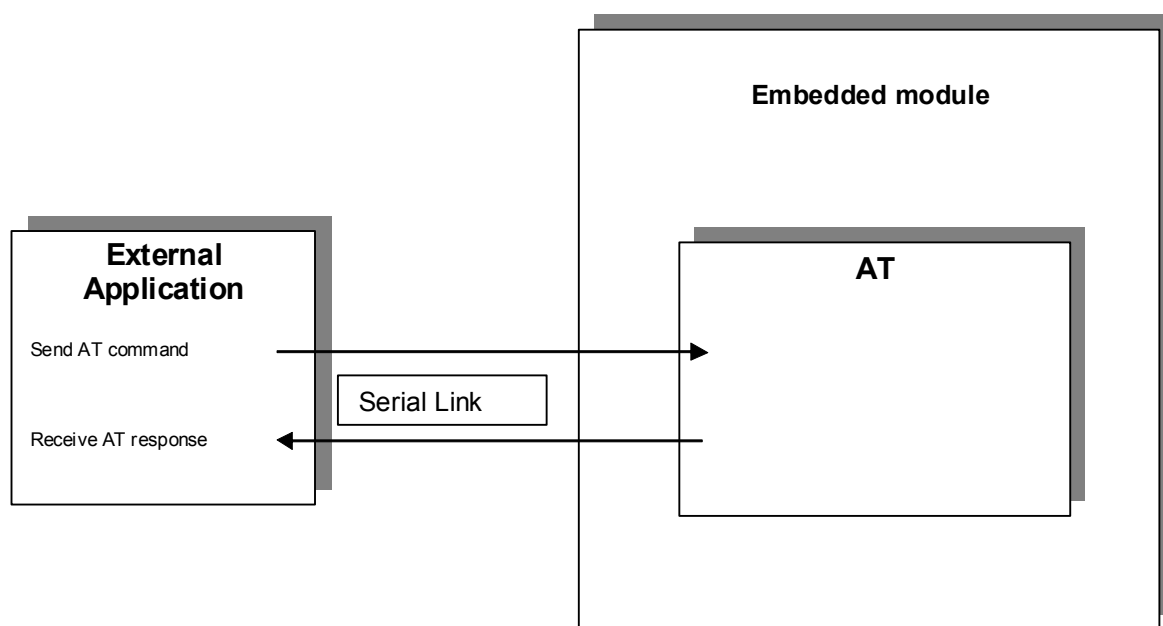 Embedded module
External
Application
AT
Send AT command
Serial Link
Receive AT response